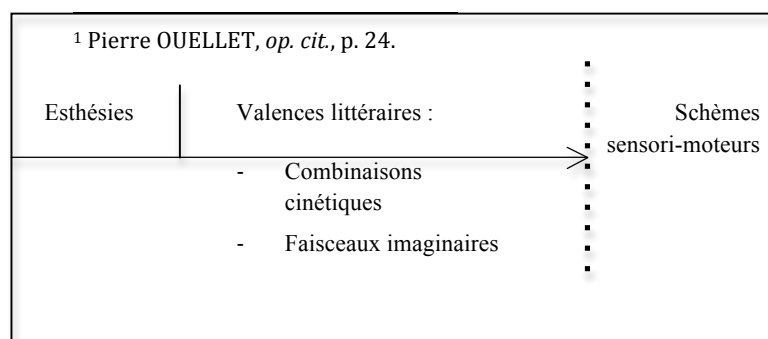 1 Pierre OUELLET, op. cit., p. 24.
Esthésies
Valences littéraires :
- Combinaisons
cinétiques
- Faisceaux imaginaires
Schèmes
sensori-moteurs